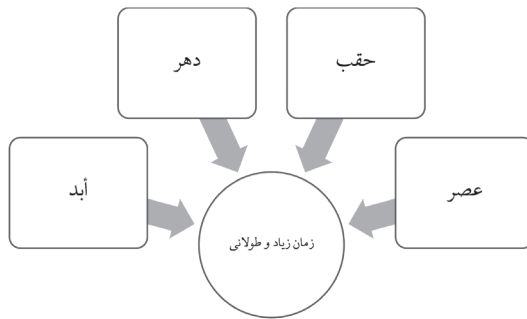 حقب
دهر
عصر
أبد
زمان زیاد و طولانی